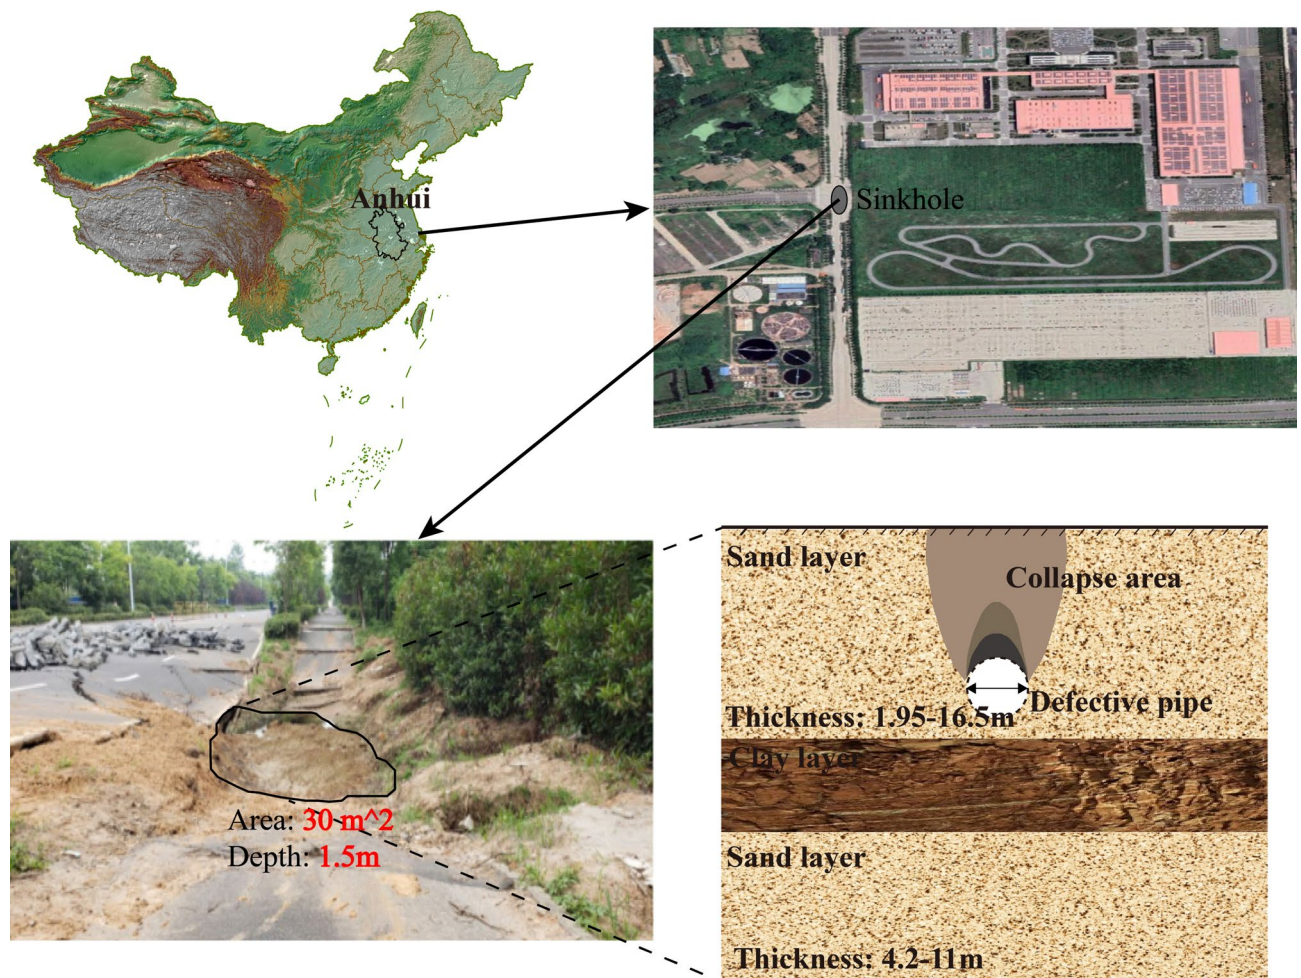 Anhui
Sinkhole
Area: 30 m^2
Depth: 1.5m
Sand layer
Collapse area
Defective pipe
Thickness: 1.95-16.5m
Clay layer
Sand layer
Thickness: 4.2-11m